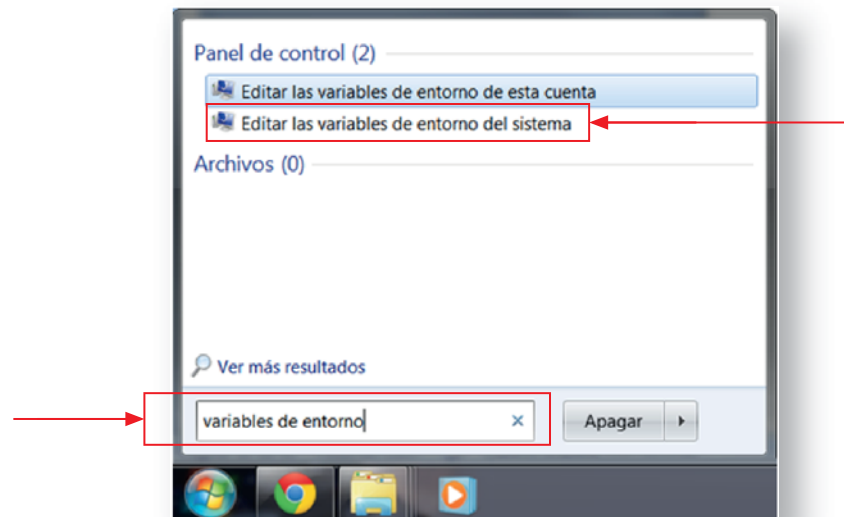 Panel de control (2)
Editar las variables de entorno de esta cuenta
Editar las variables de entorno del sistema
Archivos (0)
Ver más resultados
variables de entorno
Apagar